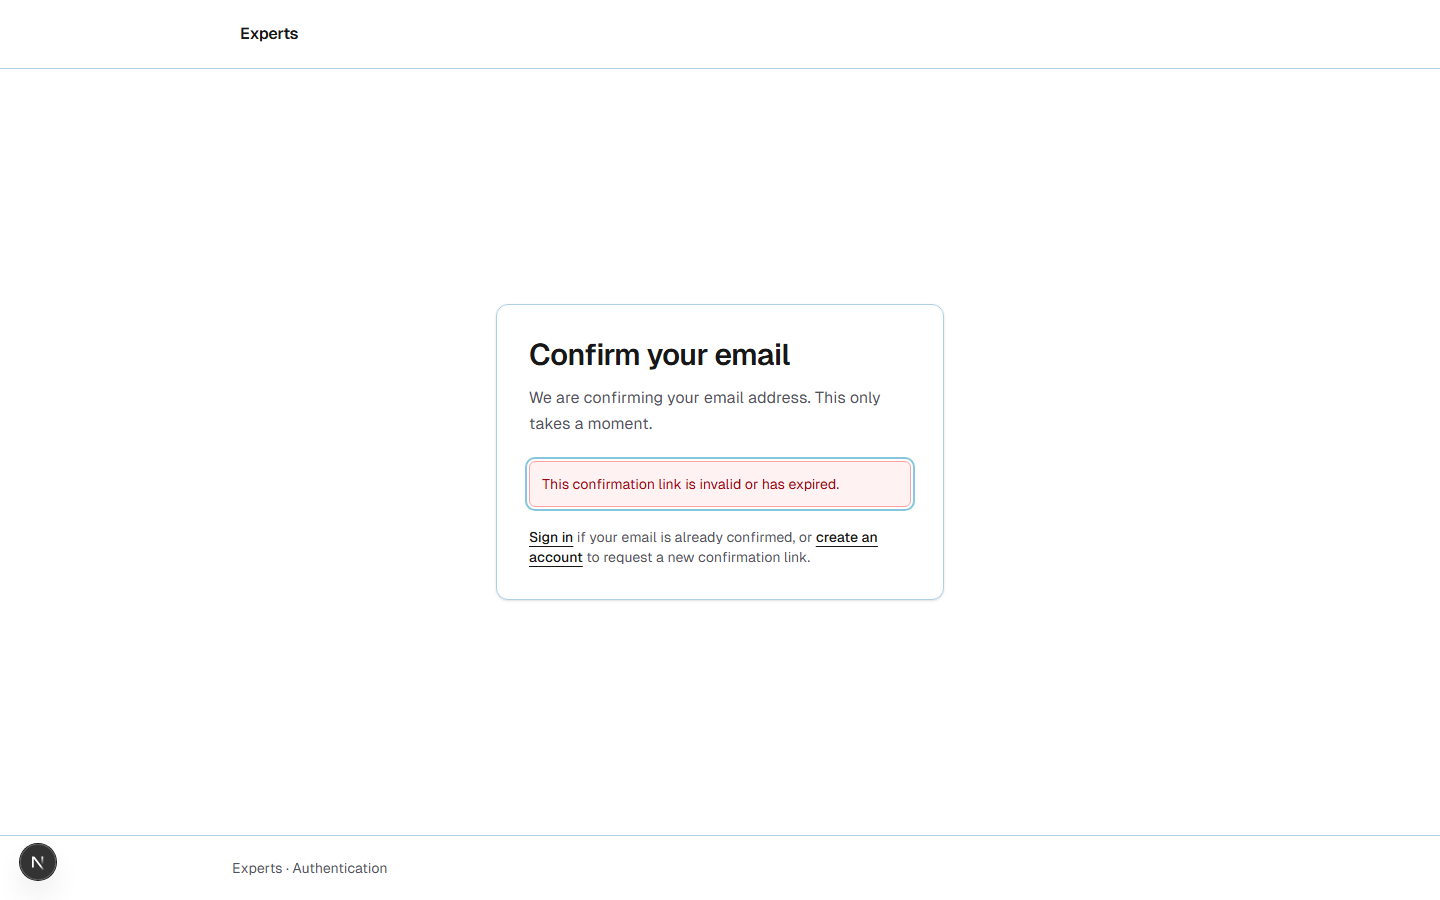 Experts
Confirm your email
We are confirming your email address. This only
takes a moment.
This confirmation link is invalid or has expired.
Sign in if your email is already confirmed, or create an
account to request a new confirmation link.
N
Experts · Authentication